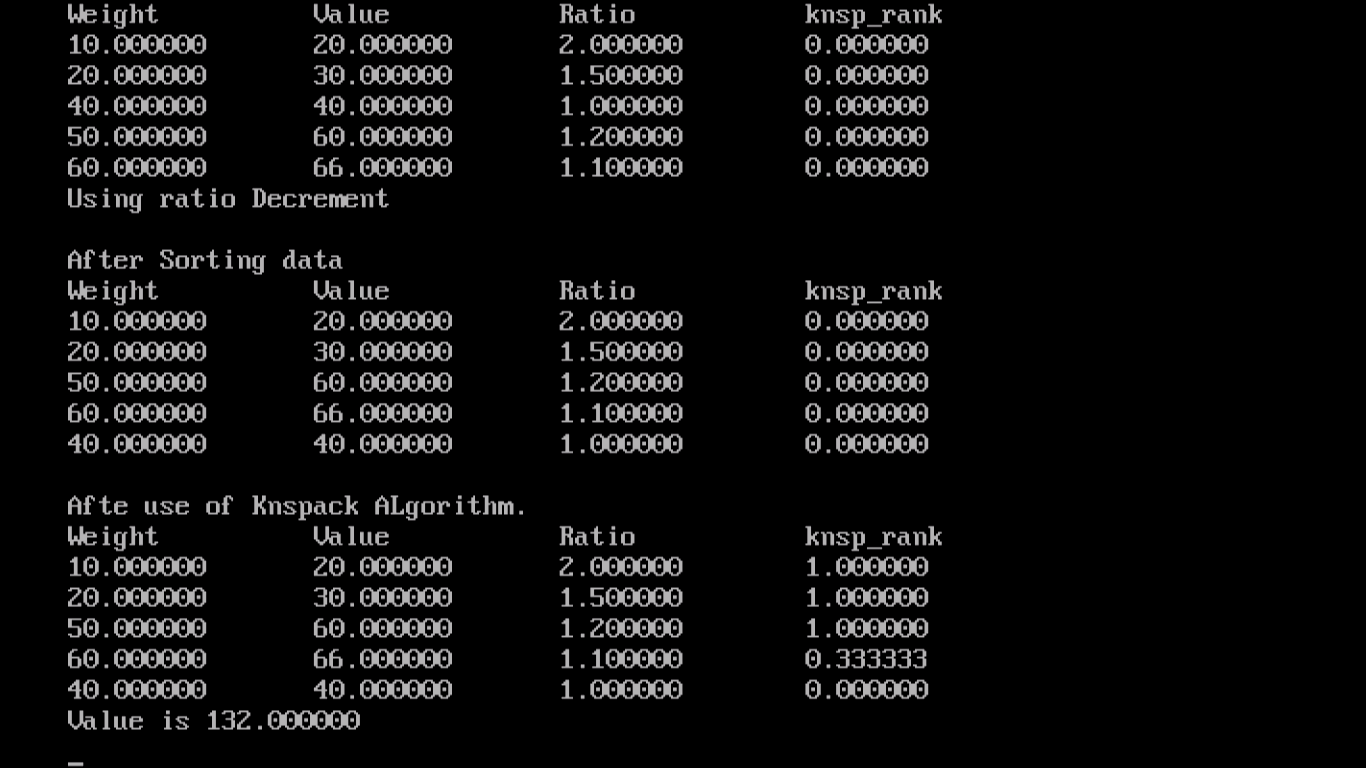 Weight Value Ratio knsp_rank
10.000000 20.000000 2.000000 0.000000
20.000000 30.000000 1.500000 0.000000
40.000000 40.000000 1.000000 0.000000
50.000000 60.000000 1.200000 0.000000
60.000000 66.000000 1.100000 0.000000
Using ratio Decrement
After Sorting data
Weight Value Ratio knsp_rank
10.000000 20.000000 2.000000 0.000000
20.000000 30.000000 1.500000 0.000000
50.000000 60.000000 1.200000 0.000000
60.000000 66.000000 1.100000 0.000000
40.000000 40.000000 1.000000 0.000000
Afte use of Knspack ALgorithm.
Weight Value Ratio knsp_rank
10.000000 20.000000 2.000000 1.000000
20.000000 30.000000 1.500000 1.000000
50.000000 60.000000 1.200000 1.000000
60.000000 66.000000 1.100000 0.333333
40.000000 40.000000 1.000000 0.000000
Value is 132.000000